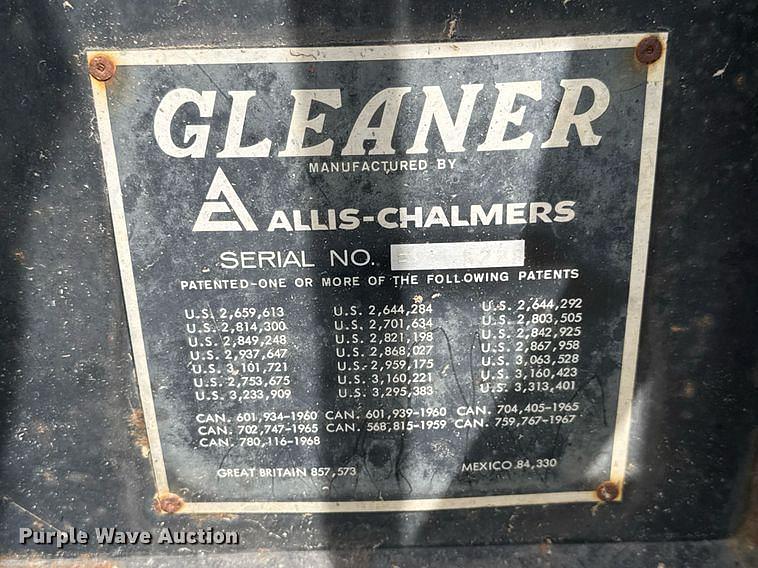 GLEANER
MANUFACTURED BY
ALLIS-CHALMERS
SERIAL NO.
PATENTED-ONE OR MORE OF THE FOLLOWING PATENTS
U.S. 2,659,613 U.S. 2,644,284 U.S. 2,644,292
U.S. 2,814,300 U.S. 2,701,634 U.S. 2,803,505
U.S. 2,849,248 U.S. 2,821,198 U.S. 2,842,925
U.S. 2,937,647 U.S. 2,868,027 U.S. 2,867,958
U.S. 3,101,721 U.S. 2,959,175 U.S. 3,063,528
U.S. 2,753,675 U.S. 3,160,221 U.S. 3,160,423
U.S. 3,233,909 U.S. 3,295,383 U.S. 3,313,401
CAN. 601,934-1960 CAN. 601,939-1960 CAN. 704,405-1965
CAN. 702,747-1965 CAN. 568,815-1959 CAN. 759,767-1967
CAN. 780,116-1968
GREAT BRITAIN 857,573 MEXICO 84,330
Purple Wave Auction